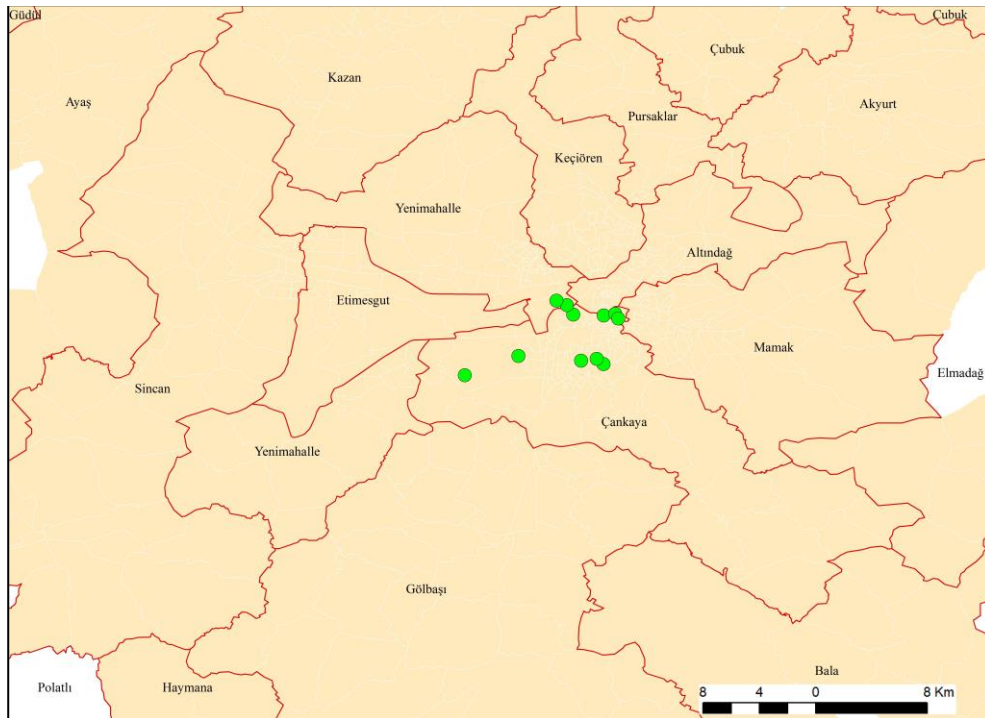 Güdül
Çubuk
Çubuk
Kazan
Ayaş
Akyurt
Pursaklar
Keçiören
Yenimahalle
Altındağ
Etimesgut
Mamak
Elmadağ
Sincan
Çankaya
Yenimahalle
Gölbaşı
Bala
Polatlı
Haymana
8 4 0 8 Km